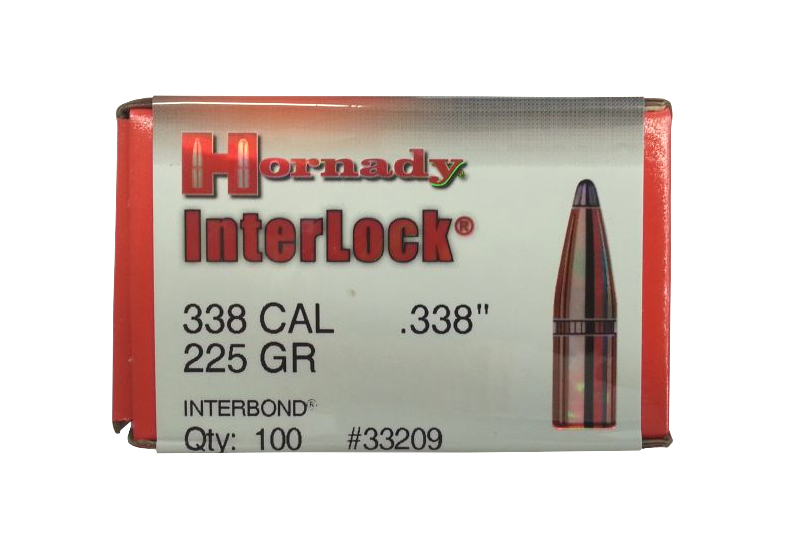 Hornady
InterLock®
338 CAL .338"
225 GR
INTERBOND®
Qty: 100 #33209